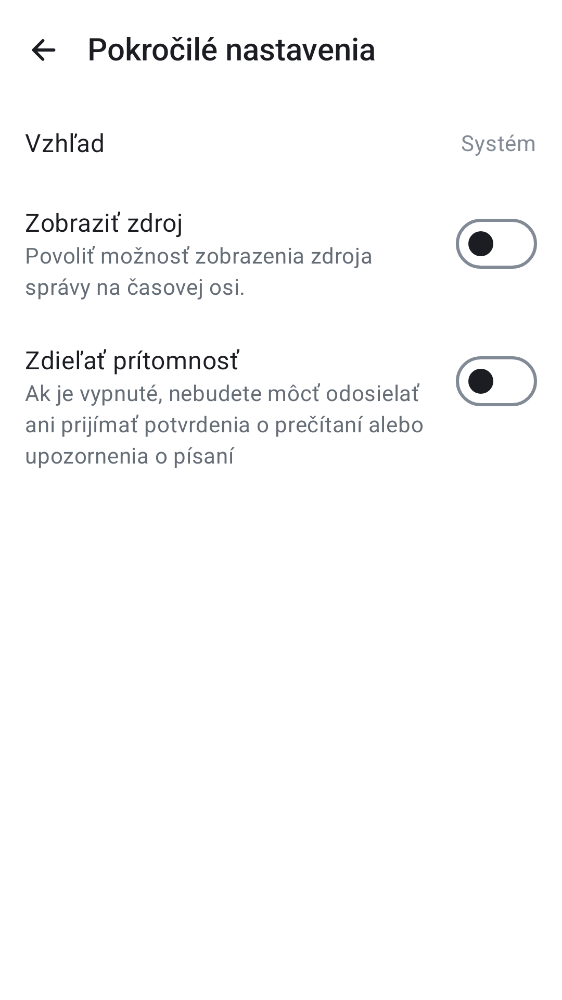 Pokročilé nastavenia
Vzhľad
Systém
Zobraziť zdroj
Povoliť možnosť zobrazenia zdroja
správy na časovej osi.
Zdieľať prítomnosť
Ak je vypnuté, nebudete môcť odosielať
ani prijímať potvrdenia o prečítaní alebo
upozornenia o písaní